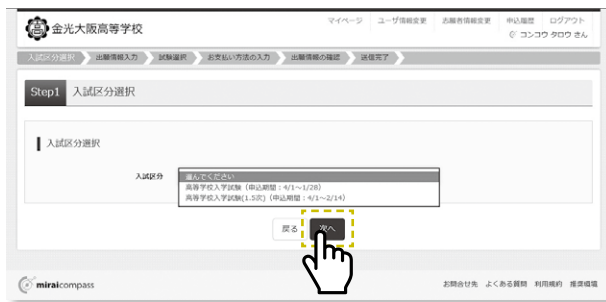 金光大阪高等学校
マイページ ユーザ情報変更 志願者情報変更 申込履歴 ログアウト
コンコウ タロウ さん
入試区分選択 出願情報入力 試験選択 お支払い方法の入力 出願情報の確認 送信完了
Step1 入試区分選択
入試区分選択
入試区分 選んでください
高等学校入学試験（申込期間：4/1～1/28）
高等学校入学試験(1.5次)（申込期間：4/1～2/14）
戻る 次へ
miraicompass お問合せ先 よくある質問 利用規約 推奨環境